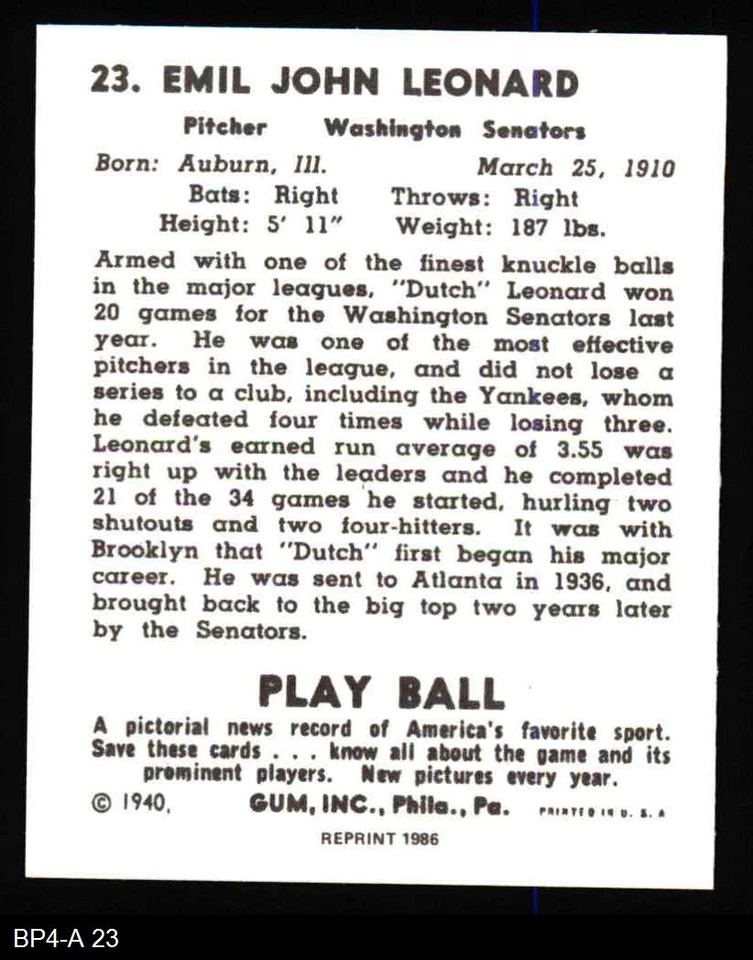 23. EMIL JOHN LEONARD
Pitcher Washington Senators
Born: Auburn, Ill. March 25, 1910
Bats: Right Throws: Right
Height: 5' 11" Weight: 187 lbs.
Armed with one of the finest knuckle balls
in the major leagues, "Dutch" Leonard won
20 games for the Washington Senators last
year. He was one of the most effective
pitchers in the league, and did not lose a
series to a club, including the Yankees, whom
he defeated four times while losing three.
Leonard's earned run average of 3.55 was
right up with the leaders and he completed
21 of the 34 games he started, hurling two
shutouts and two four-hitters. It was with
Brooklyn that "Dutch" first began his major
career. He was sent to Atlanta in 1936, and
brought back to the big top two years later
by the Senators.
PLAY BALL
A pictorial news record of America's favorite sport.
Save these cards . . . know all about the game and its
prominent players. New pictures every year.
© 1940, GUM, INC., Phila., Pa. PRINTED IN U. S. A
REPRINT 1986
BP4-A 23